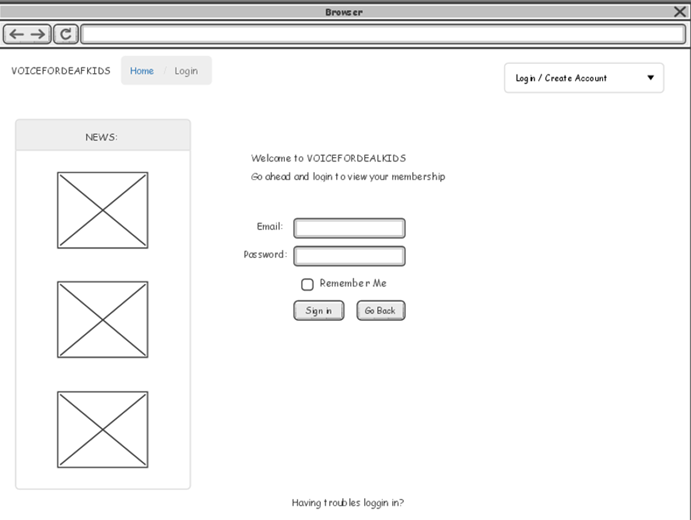 Browser
VOICEFORDEAFKIDS
Home / Login
Login / Create Account
NEWS:
Welcome to VOICEFORDEALKIDS
Go ahead and login to view your membership
Email:
Password:
Remember Me
Sign in
Go Back
Having troubles loggin in?